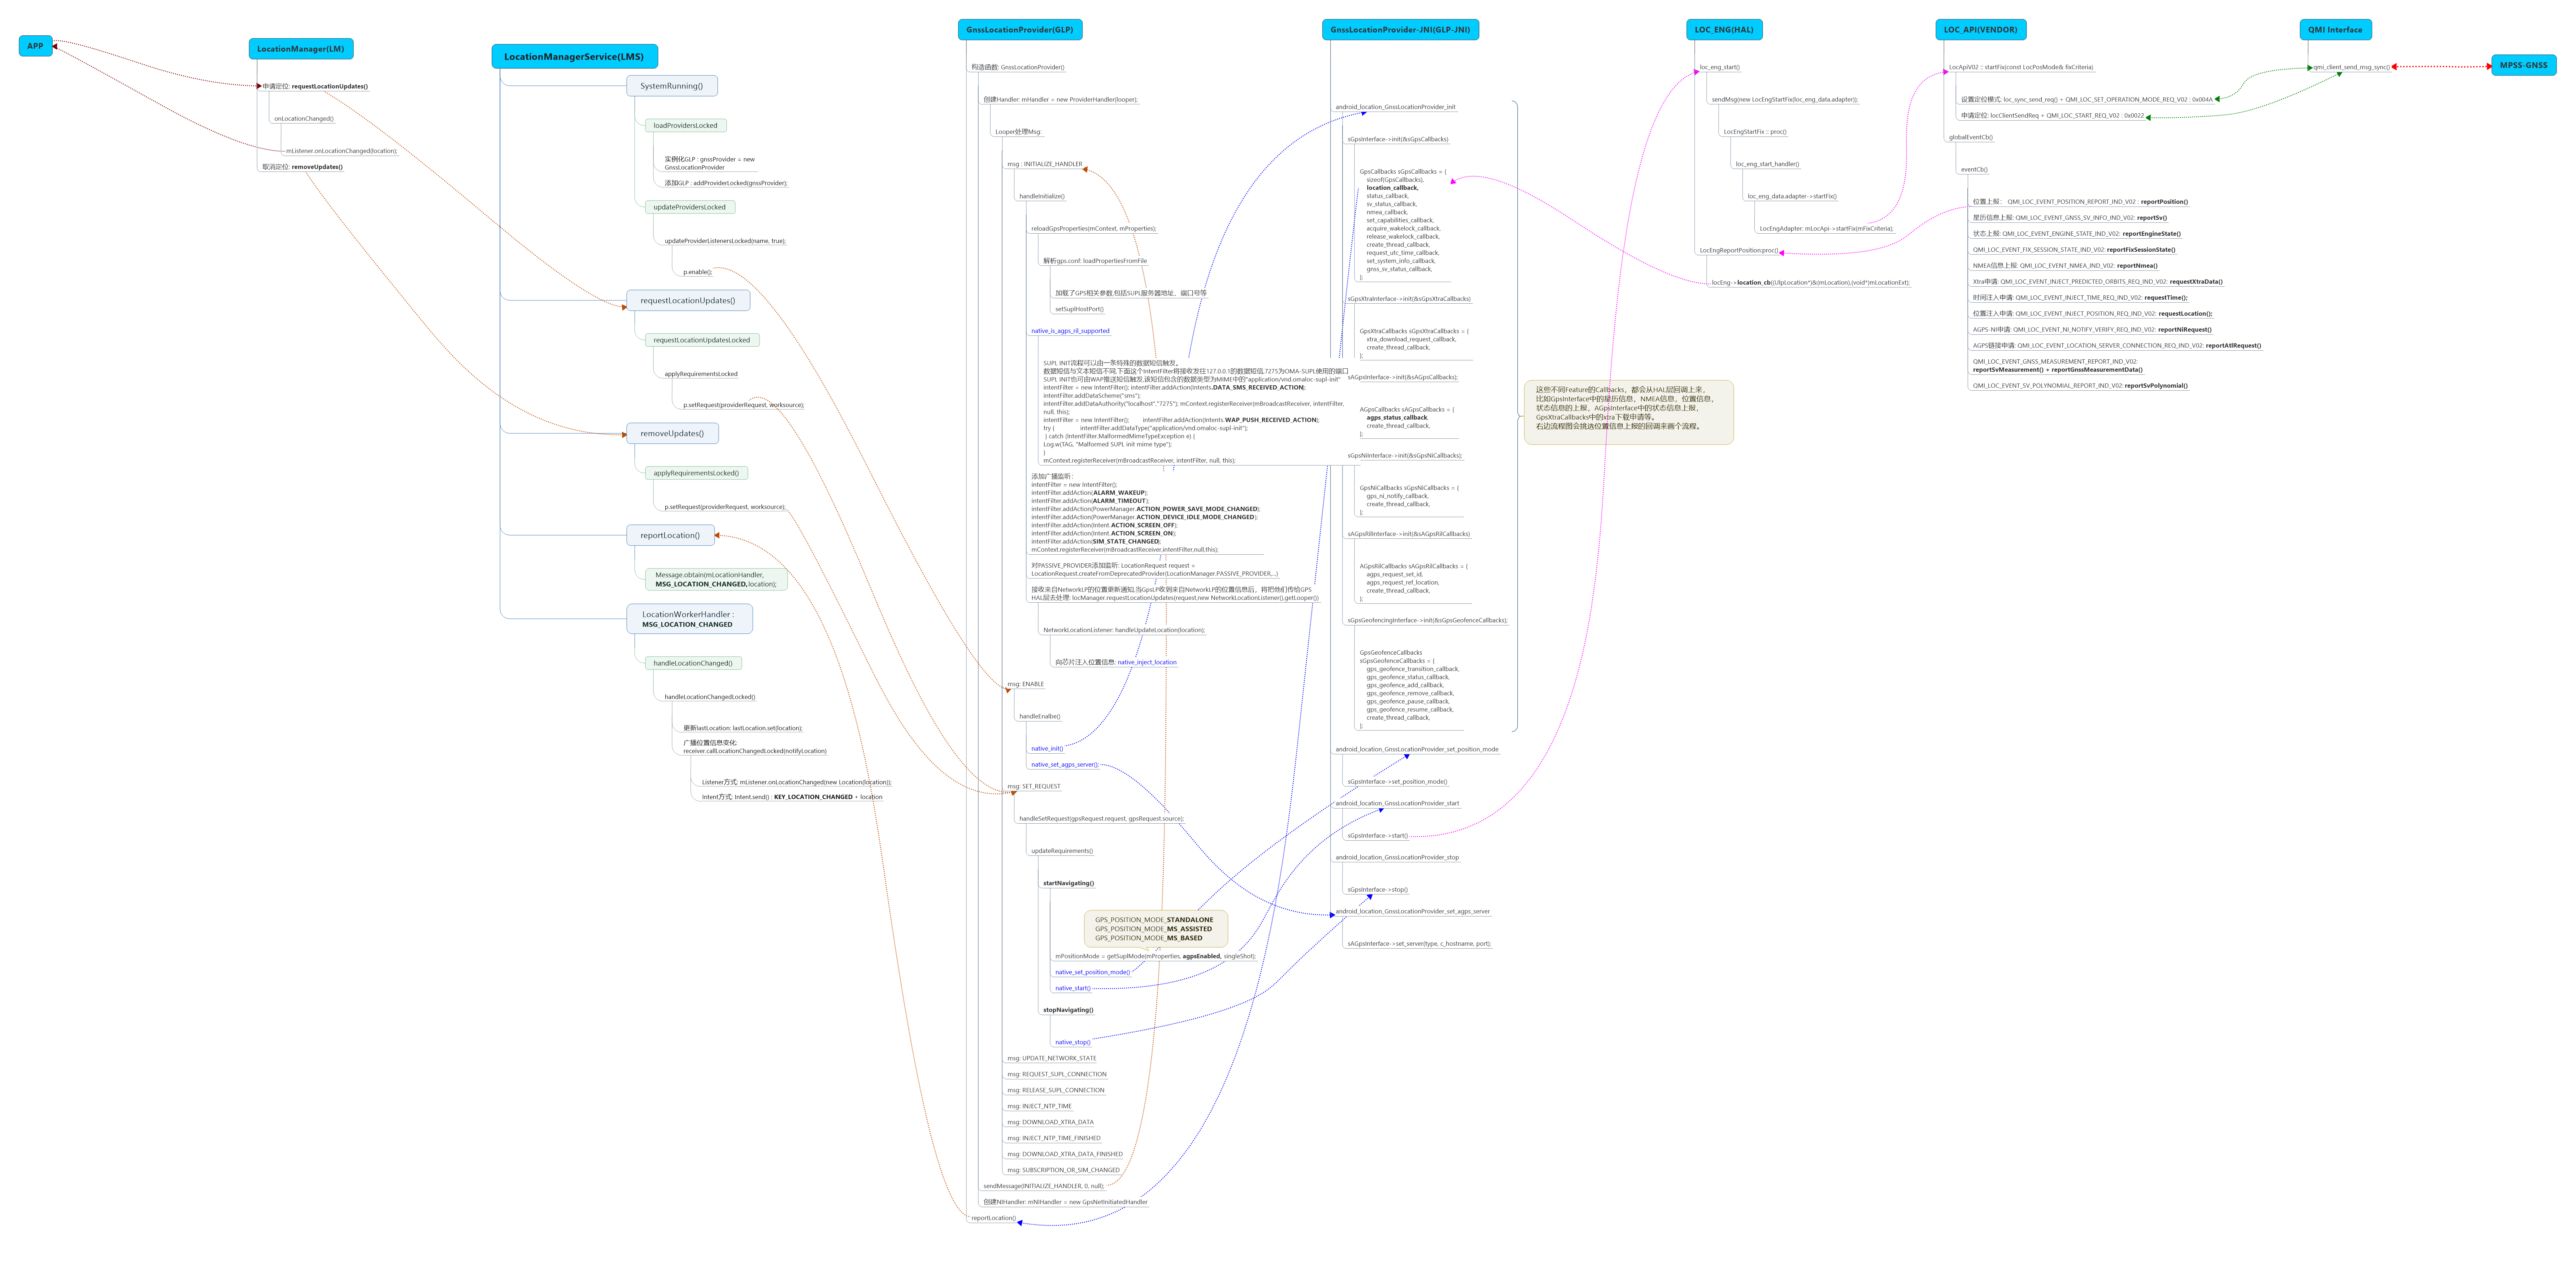 APP
LocationManager(LM)
申请定位: requestLocationUpdates()
onLocationChanged()
mListener.onLocationChanged(location);
取消定位: removeUpdates()
LocationManagerService(LMS)
SystemRunning()
loadProvidersLocked
实例化GLP : gnssProvider = new
GnssLocationProvider
添加GLP : addProviderLocked(gnssProvider);
updateProvidersLocked
updateProviderListenersLocked(name, true);
p.enable();
requestLocationUpdates()
requestLocationUpdatesLocked
applyRequirementsLocked
p.setRequest(providerRequest, worksource);
removeUpdates()
applyRequirementsLocked()
p.setRequest(providerRequest, worksource);
reportLocation()
Message.obtain(mLocationHandler,
MSG_LOCATION_CHANGED, location);
LocationWorkerHandler :
MSG_LOCATION_CHANGED
handleLocationChanged()
handleLocationChangedLocked()
更新lastLocation: lastLocation.set(location);
广播位置信息变化:
receiver.callLocationChangedLocked(notifyLocation)
Listener方式: mListener.onLocationChanged(new Location(location));
Intent方式: Intent.send() : KEY_LOCATION_CHANGED + location
GnssLocationProvider(GLP)
构造函数: GnssLocationProvider()
创建Handler: mHandler = new ProviderHandler(looper);
Looper处理Msg:
msg : INITIALIZE_HANDLER
handleInitialize()
reloadGpsProperties(mContext, mProperties);
解析gps.conf: loadPropertiesFromFile
加载了GPS相关参数,包括SUPL服务器地址、端口号等
setSuplHostPort()
native_is_agps_ril_supported
SUPL INIT流程可以由一条特殊的数据短信触发。
数据短信与文本短信不同,下面这个IntentFilter将接收发往127.0.0.1的数据短信,7275为OMA-SUPL使用的端口
SUPL INIT也可由WAP推送短信触发,该短信包含的数据类型为MIME中的"application/vnd.omaloc-supl-init"
intentFilter = new IntentFilter(); intentFilter.addAction(Intents.DATA_SMS_RECEIVED_ACTION);
intentFilter.addDataScheme("sms");
intentFilter.addDataAuthority("localhost","7275"); mContext.registerReceiver(mBroadcastReceiver, intentFilter,
null, this);
intentFilter = new IntentFilter(); intentFilter.addAction(Intents.WAP_PUSH_RECEIVED_ACTION);
try { intentFilter.addDataType("application/vnd.omaloc-supl-init");
} catch (IntentFilter.MalformedMimeTypeException e) {
Log.w(TAG, "Malformed SUPL init mime type");
}
mContext.registerReceiver(mBroadcastReceiver, intentFilter, null, this);
添加广播监听 :
intentFilter = new IntentFilter();
intentFilter.addAction(ALARM_WAKEUP);
intentFilter.addAction(ALARM_TIMEOUT);
intentFilter.addAction(PowerManager.ACTION_POWER_SAVE_MODE_CHANGED);
intentFilter.addAction(PowerManager.ACTION_DEVICE_IDLE_MODE_CHANGED);
intentFilter.addAction(Intent.ACTION_SCREEN_OFF);
intentFilter.addAction(Intent.ACTION_SCREEN_ON);
intentFilter.addAction(SIM_STATE_CHANGED);
mContext.registerReceiver(mBroadcastReceiver,intentFilter,null,this);
对PASSIVE_PROVIDER添加监听: LocationRequest request =
LocationRequest.createFromDeprecatedProvider(LocationManager.PASSIVE_PROVIDER,...)
接收来自NetworkLP的位置更新通知,当GpsLP收到来自NetworkLP的位置信息后，将把他们传给GPS
HAL层去处理: locManager.requestLocationUpdates(request,new NetworkLocationListener(),getLooper())
NetworkLocationListener: handleUpdateLocation(location);
向芯片注入位置信息: native_inject_location
msg: ENABLE
handleEnalbe()
native_init()
native_set_agps_server();
msg: SET_REQUEST
handleSetRequest(gpsRequest.request, gpsRequest.source);
updateRequirements()
startNavigating()
GPS_POSITION_MODE_STANDALONE
GPS_POSITION_MODE_MS_ASSISTED
GPS_POSITION_MODE_MS_BASED
mPositionMode = getSuplMode(mProperties, agpsEnabled, singleShot);
native_set_position_mode()
native_start()
stopNavigating()
native_stop()
msg: UPDATE_NETWORK_STATE
msg: REQUEST_SUPL_CONNECTION
msg: RELEASE_SUPL_CONNECTION
msg: INJECT_NTP_TIME
msg: DOWNLOAD_XTRA_DATA
msg: INJECT_NTP_TIME_FINISHED
msg: DOWNLOAD_XTRA_DATA_FINISHED
msg: SUBSCRIPTION_OR_SIM_CHANGED
sendMessage(INITIALIZE_HANDLER, 0, null);
创建NIHandler: mNIHandler = new GpsNetInitiatedHandler
reportLocation()
GnssLocationProvider-JNI(GLP-JNI)
android_location_GnssLocationProvider_init
sGpsInterface->init(&sGpsCallbacks)
GpsCallbacks sGpsCallbacks = {
sizeof(GpsCallbacks),
location_callback,
status_callback,
sv_status_callback,
nmea_callback,
set_capabilities_callback,
acquire_wakelock_callback,
release_wakelock_callback,
create_thread_callback,
request_utc_time_callback,
set_system_info_callback,
gnss_sv_status_callback,
};
sGpsXtraInterface->init(&sGpsXtraCallbacks)
GpsXtraCallbacks sGpsXtraCallbacks = {
xtra_download_request_callback,
create_thread_callback,
};
sAGpsInterface->init(&sAGpsCallbacks);
AGpsCallbacks sAGpsCallbacks = {
agps_status_callback,
create_thread_callback,
};
sGpsNiInterface->init(&sGpsNiCallbacks);
GpsNiCallbacks sGpsNiCallbacks = {
gps_ni_notify_callback,
create_thread_callback,
};
sAGpsRilInterface->init(&sAGpsRilCallbacks)
AGpsRilCallbacks sAGpsRilCallbacks = {
agps_request_set_id,
agps_request_ref_location,
create_thread_callback,
};
sGpsGeofencingInterface->init(&sGpsGeofenceCallbacks);
GpsGeofenceCallbacks
sGpsGeofenceCallbacks = {
gps_geofence_transition_callback,
gps_geofence_status_callback,
gps_geofence_add_callback,
gps_geofence_remove_callback,
gps_geofence_pause_callback,
gps_geofence_resume_callback,
create_thread_callback,
};
android_location_GnssLocationProvider_set_position_mode
sGpsInterface->set_position_mode()
android_location_GnssLocationProvider_start
sGpsInterface->start()
android_location_GnssLocationProvider_stop
sGpsInterface->stop()
android_location_GnssLocationProvider_set_agps_server
sAGpsInterface->set_server(type, c_hostname, port);
这些不同Feature的Callbacks，都会从HAL层回调上来，
比如GpsInterface中的星历信息，NMEA信息，位置信息，
状态信息的上报，AGpsInterface中的状态信息上报，
GpsXtraCallbacks中的xtra下载申请等。
右边流程图会挑选位置信息上报的回调来画个流程。
LOC_ENG(HAL)
loc_eng_start()
sendMsg(new LocEngStartFix(loc_eng_data.adapter));
LocEngStartFix :: proc()
loc_eng_start_handler()
loc_eng_data.adapter->startFix()
LocEngAdapter: mLocApi->startFix(mFixCriteria);
LocEngReportPosition:proc()
locEng->location_cb((UlpLocation*)&(mLocation),(void*)mLocationExt);
LOC_API(VENDOR)
LocApiV02 :: startFix(const LocPosMode& fixCriteria)
设置定位模式: loc_sync_send_req() + QMI_LOC_SET_OPERATION_MODE_REQ_V02 : 0x004A
申请定位: locClientSendReq + QMI_LOC_START_REQ_V02 : 0x0022
globalEventCb()
eventCb()
位置上报： QMI_LOC_EVENT_POSITION_REPORT_IND_V02 : reportPosition()
星历信息上报: QMI_LOC_EVENT_GNSS_SV_INFO_IND_V02: reportSv()
状态上报: QMI_LOC_EVENT_ENGINE_STATE_IND_V02: reportEngineState()
QMI_LOC_EVENT_FIX_SESSION_STATE_IND_V02: reportFixSessionState()
NMEA信息上报: QMI_LOC_EVENT_NMEA_IND_V02: reportNmea()
Xtra申请: QMI_LOC_EVENT_INJECT_PREDICTED_ORBITS_REQ_IND_V02: requestXtraData()
时间注入申请: QMI_LOC_EVENT_INJECT_TIME_REQ_IND_V02: requestTime();
位置注入申请: QMI_LOC_EVENT_INJECT_POSITION_REQ_IND_V02: requestLocation();
AGPS-NI申请: QMI_LOC_EVENT_NI_NOTIFY_VERIFY_REQ_IND_V02: reportNiRequest()
AGPS链接申请: QMI_LOC_EVENT_LOCATION_SERVER_CONNECTION_REQ_IND_V02: reportAtlRequest()
QMI_LOC_EVENT_GNSS_MEASUREMENT_REPORT_IND_V02:
reportSvMeasurement() + reportGnssMeasurementData()
QMI_LOC_EVENT_SV_POLYNOMIAL_REPORT_IND_V02: reportSvPolynomial()
QMI Interface
qmi_client_send_msg_sync()
MPSS-GNSS